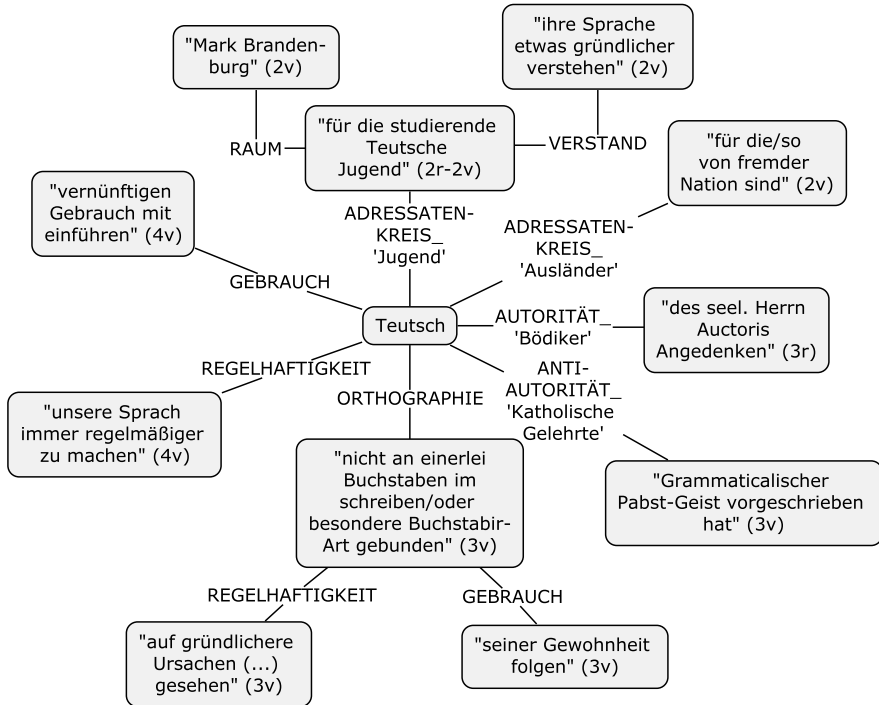 "Mark Branden-
burg" (2v)
"ihre Sprache
etwas gründlicher
verstehen" (2v)
RAUM
"für die studierende
Teutsche
Jugend" (2r-2v)
VERSTAND
"für die/so
von fremder
Nation sind" (2v)
"vernünftigen
Gebrauch mit
einführen" (4v)
ADRESSATEN-
KREIS_
'Jugend'
ADRESSATEN-
KREIS_
'Ausländer'
GEBRAUCH
Teutsch
AUTORITÄT_
'Bödiker'
"des seel. Herrn
Auctoris
Angedenken" (3r)
REGELHAFTIGKEIT
ORTHOGRAPHIE
ANTI-
AUTORITÄT_
'Katholische
Gelehrte'
"unsere Sprach
immer regelmäßiger
zu machen" (4v)
"nicht an einerlei
Buchstaben im
schreiben/oder
besondere Buchstabir-
Art gebunden" (3v)
"Grammaticalischer
Pabst-Geist vorgeschrieben
hat" (3v)
REGELHAFTIGKEIT
GEBRAUCH
"auf gründlichere
Ursachen (...)
gesehen" (3v)
"seiner Gewohnheit
folgen" (3v)